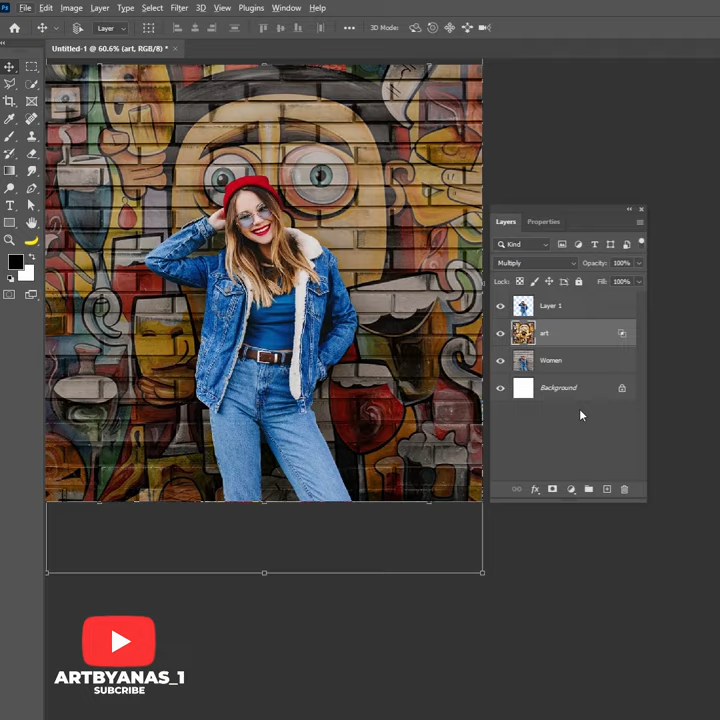 Ps File Edit Image Layer Type Select Filter 3D View Plugins Window Help
Layer 3D Mode:
Untitled-1 @ 60.6% (art, RGB/8) *
Layers Properties
Kind
Multiply Opacity: 100%
Lock: Fill: 100%
Layer 1
art
Women
Background
fx
ARTBYANAS_1
SUBCRIBE